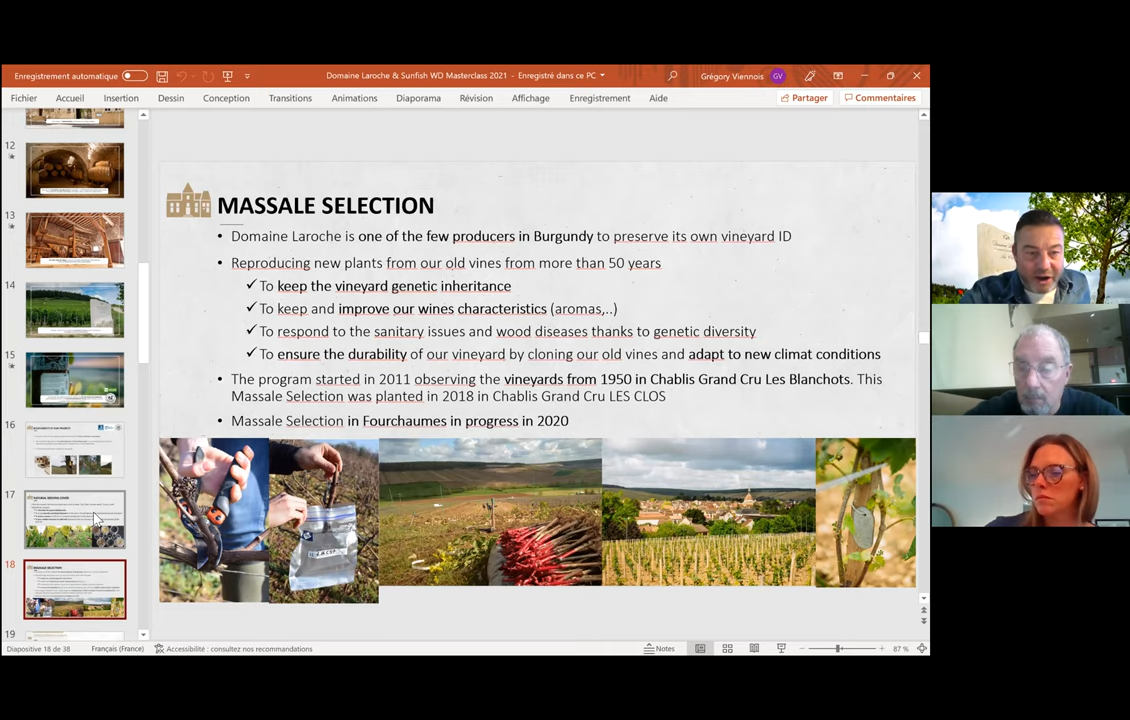 Enregistrement automatique
Domaine Laroche & Sunfish WD Masterclass 2021 - Enregistré dans ce PC
Grégory Viennois
GV
Fichier
Accueil
Insertion
Dessin
Conception
Transitions
Animations
Diaporama
Révision
Affichage
Enregistrement
Aide
Partager
Commentaires
12
13
14
15
16
17
18
19
MASSALE SELECTION
• Domaine Laroche is one of the few producers in Burgundy to preserve its own vineyard ID
• Reproducing new plants from our old vines from more than 50 years
✓To keep the vineyard genetic inheritance
✓To keep and improve our wines characteristics (aromas,..)
✓To respond to the sanitary issues and wood diseases thanks to genetic diversity
✓To ensure the durability of our vineyard by cloning our old vines and adapt to new climat conditions
• The program started in 2011 observing the vineyards from 1950 in Chablis Grand Cru Les Blanchots. This
Massale Selection was planted in 2018 in Chablis Grand Cru LES CLOS
• Massale Selection in Fourchaumes in progress in 2020
Diapositive 18 de 38
Français (France)
Accessibilité : consultez nos recommandations
Notes
87 %